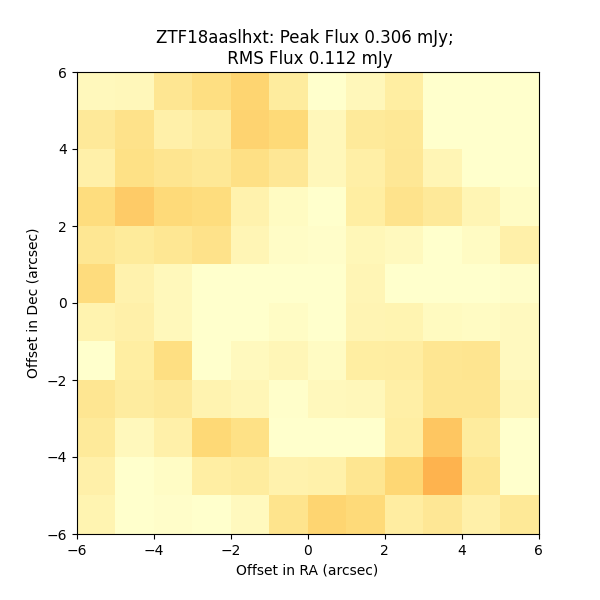 ZTF18aaslhxt: Peak Flux 0.306 mJy;
RMS Flux 0.112 mJy
6
4
2
0
−2
−4
−6
Offset in Dec (arcsec)
−6 −4 −2 0 2 4 6
Offset in RA (arcsec)